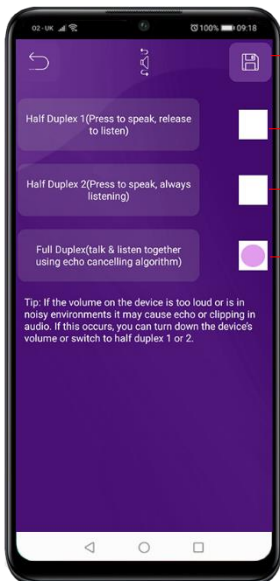 O2-UK 100% 09:18
Half Duplex 1(Press to speak, release
to listen)
Half Duplex 2(Press to speak, always
listening)
Full Duplex(talk & listen together
using echo cancelling algorithm)
Tip: If the volume on the device is too loud or is in
noisy environments it may cause echo or clipping in
audio. If this occurs, you can turn down the device's
volume or switch to half duplex 1 or 2.